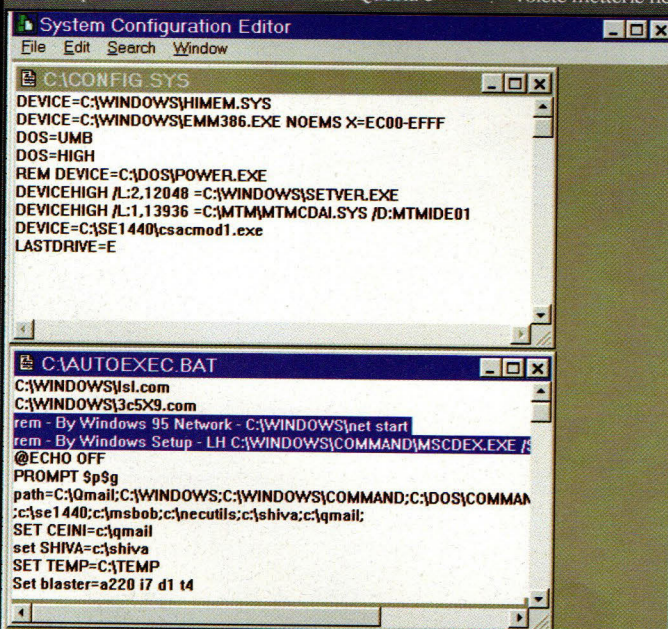 System Configuration Editor
File Edit Search Window
C:\CONFIG.SYS
DEVICE=C:\WINDOWS\HIMEM.SYS
DEVICE=C:\WINDOWS\EMM386.EXE NOEMS X=EC00-EFFF
DOS=UMB
DOS=HIGH
REM DEVICE=C:\DOS\POWER.EXE
DEVICEHIGH /L:2,12048 =C:\WINDOWS\SETVER.EXE
DEVICEHIGH /L:1,13936 =C:\MTM\MTMCDAI.SYS /D:MTMIDE01
DEVICE=C:\SE1440\csacmod1.exe
LASTDRIVE=E
C:\AUTOEXEC.BAT
C:\WINDOWS\lsl.com
C:\WINDOWS\3c5X9.com
rem - By Windows 95 Network - C:\WINDOWS\net start
rem - By Windows Setup - LH C:\WINDOWS\COMMAND\MSCDEX.EXE /S
@ECHO OFF
PROMPT $p$g
path=C:\Qmail;C:\WINDOWS;C:\WINDOWS\COMMAND;C:\DOS\COMMAN
;c:\se1440;c:\msbob;c:\necutils;c:\shiva;c:\qmail;
SET CEINI=c:\qmail
set SHIVA=c:\shiva
SET TEMP=C:\TEMP
Set blaster=a220 i7 d1 t4